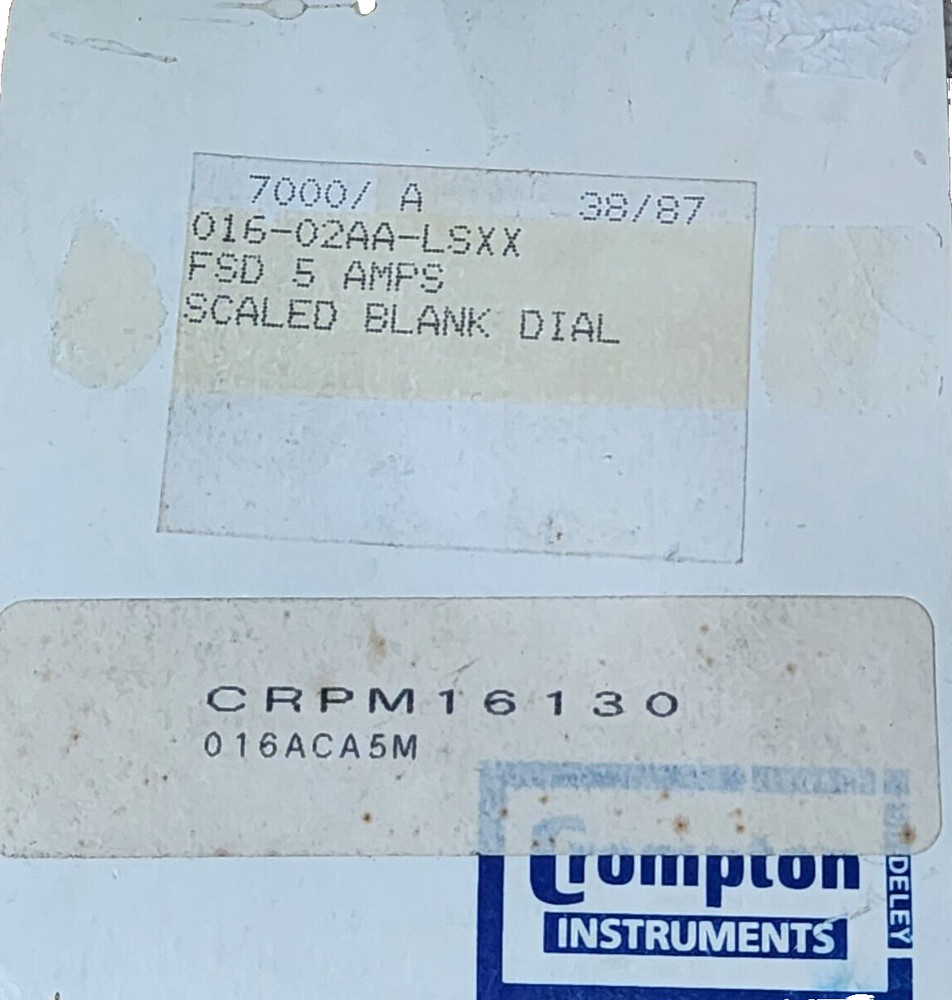 7000/ A 38/87
016-02AA-LSXX
FSD 5 AMPS
SCALED BLANK DIAL
CRPM16130
016ACA5M
Crompton
INSTRUMENTS